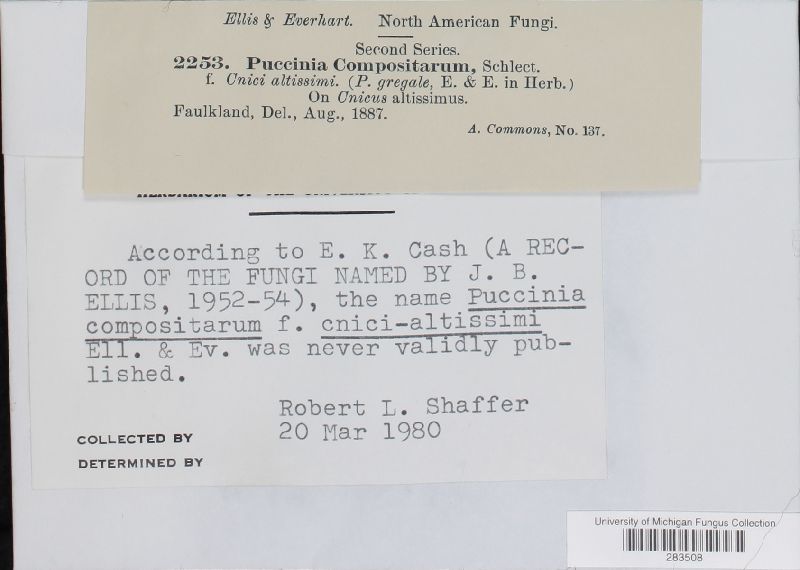 Ellis & Everhart. North American Fungi.
Second Series.
2253. Puccinia Compositarum, Schlect.
f. Cnici altissimi. (P. gregale, E. & E. in Herb.)
On Cnicus altissimus.
Faulkland, Del., Aug., 1887.
A. Commons, No. 137.
According to E. K. Cash (A REC-
ORD OF THE FUNGI NAMED BY J. B.
ELLIS, 1952-54), the name Puccinia
compositarum f. cnici-altissimi
Ell. & Ev. was never validly pub-
lished.
Robert L. Shaffer
20 Mar 1980
COLLECTED BY
DETERMINED BY
University of Michigan Fungus Collection
283508